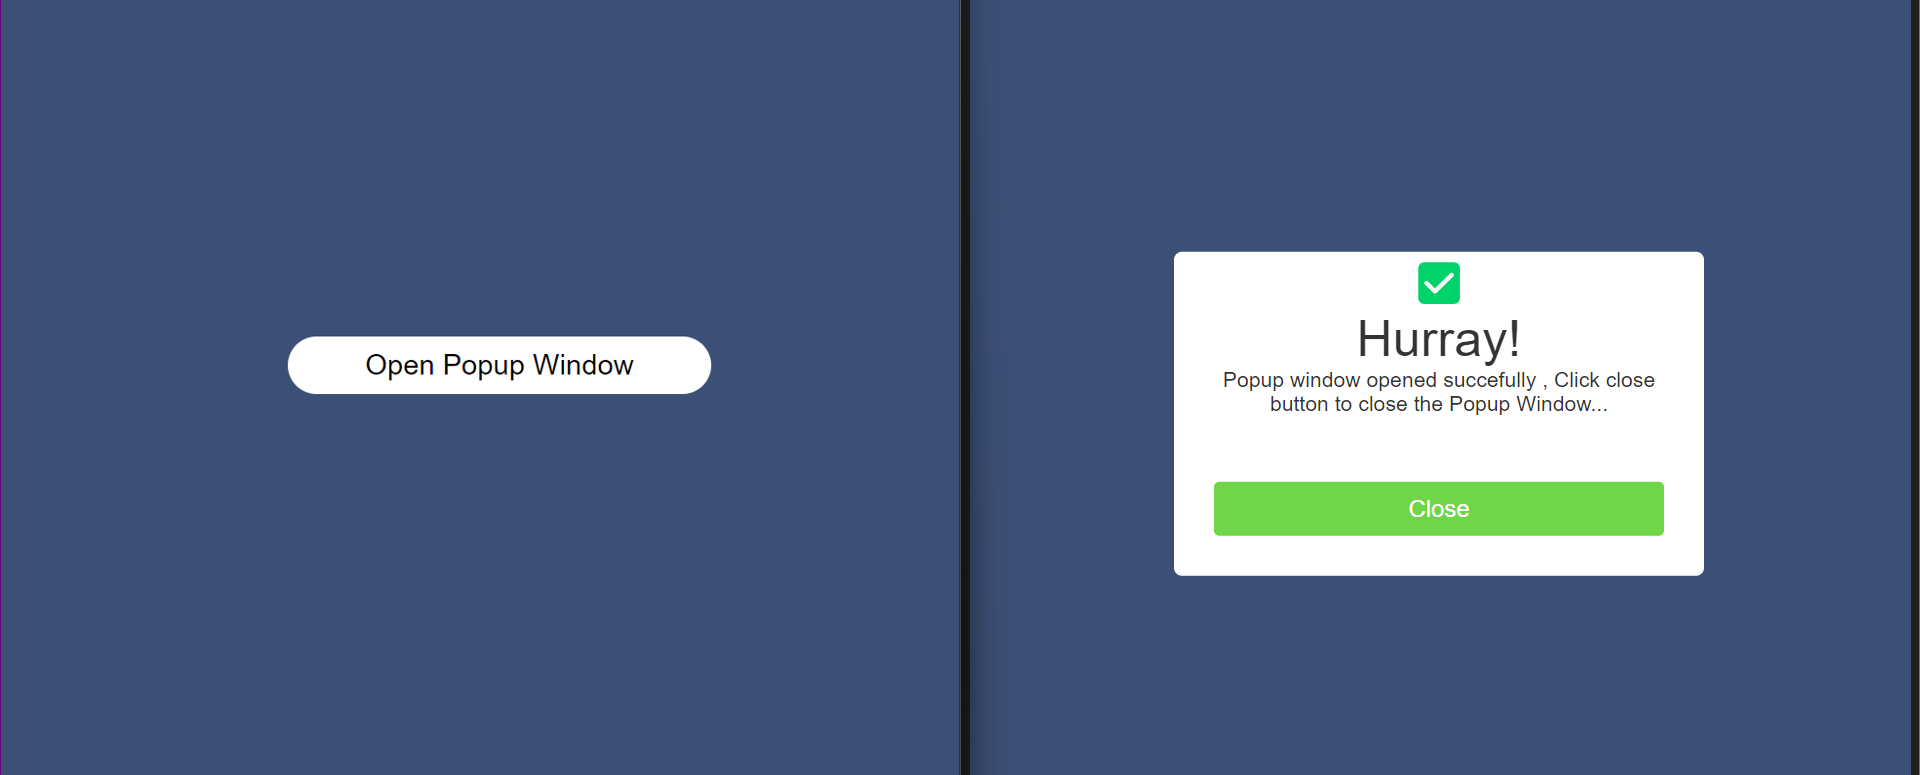 Open Popup Window
Hurray!
Popup window opened succefully , Click close
button to close the Popup Window...
Close